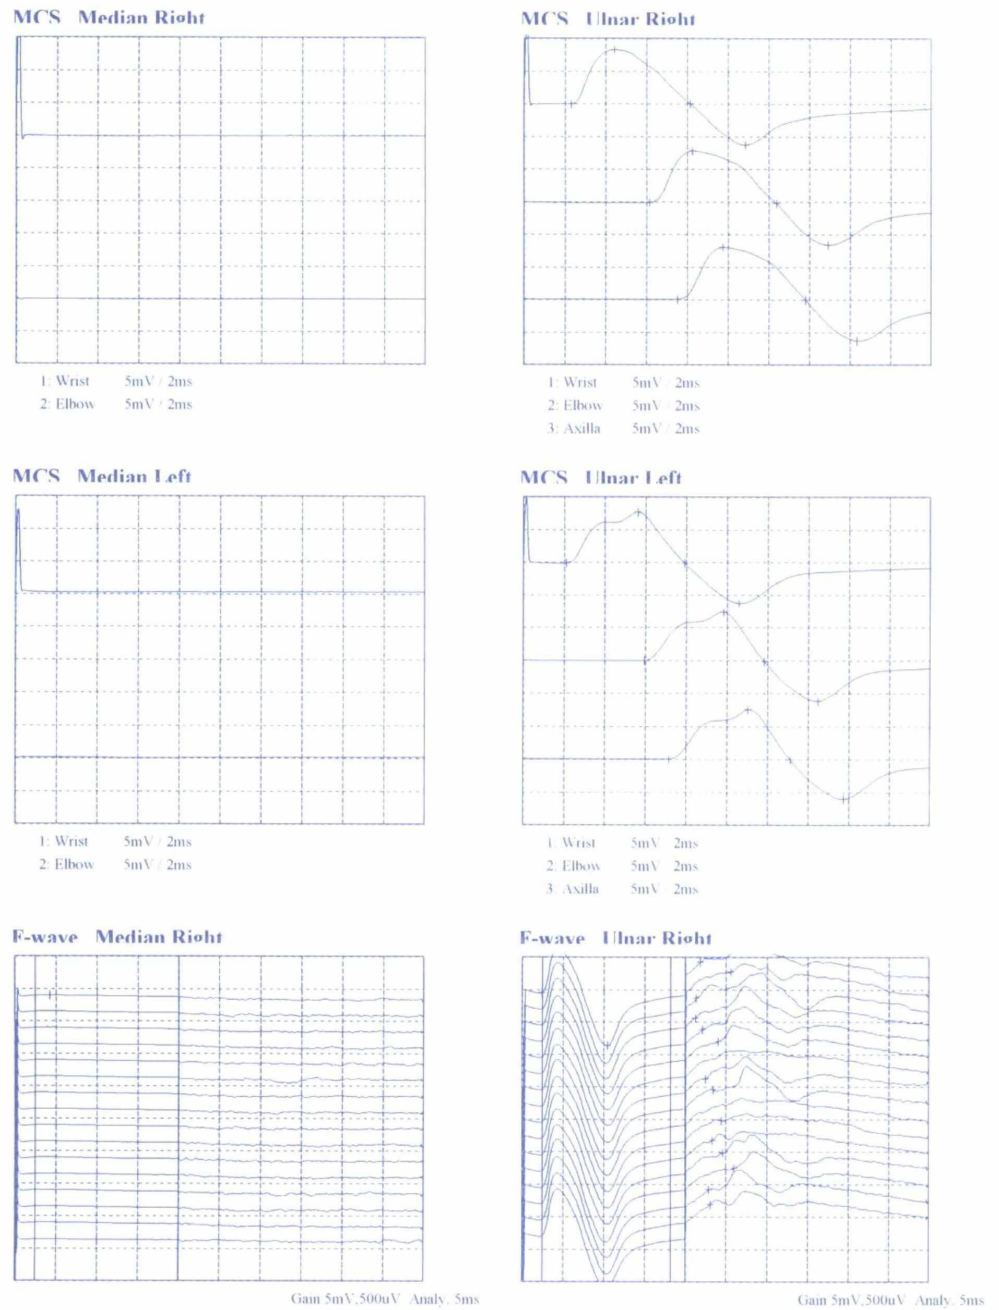 MCS Median Right
MCS Ulnar Right
1: Wrist 5mV / 2ms
2: Elbow 5mV / 2ms
1: Wrist 5mV / 2ms
2: Elbow 5mV / 2ms
3: Axilla 5mV / 2ms
MCS Median Left
MCS Ulnar Left
1: Wrist 5mV / 2ms
2: Elbow 5mV / 2ms
1: Wrist 5mV 2ms
2: Elbow 5mV 2ms
3: Axilla 5mV 2ms
F-wave Median Right
F-wave Ulnar Right
Gain 5mV,500uV Analy. 5ms
Gain 5mV,500uV Analy. 5ms